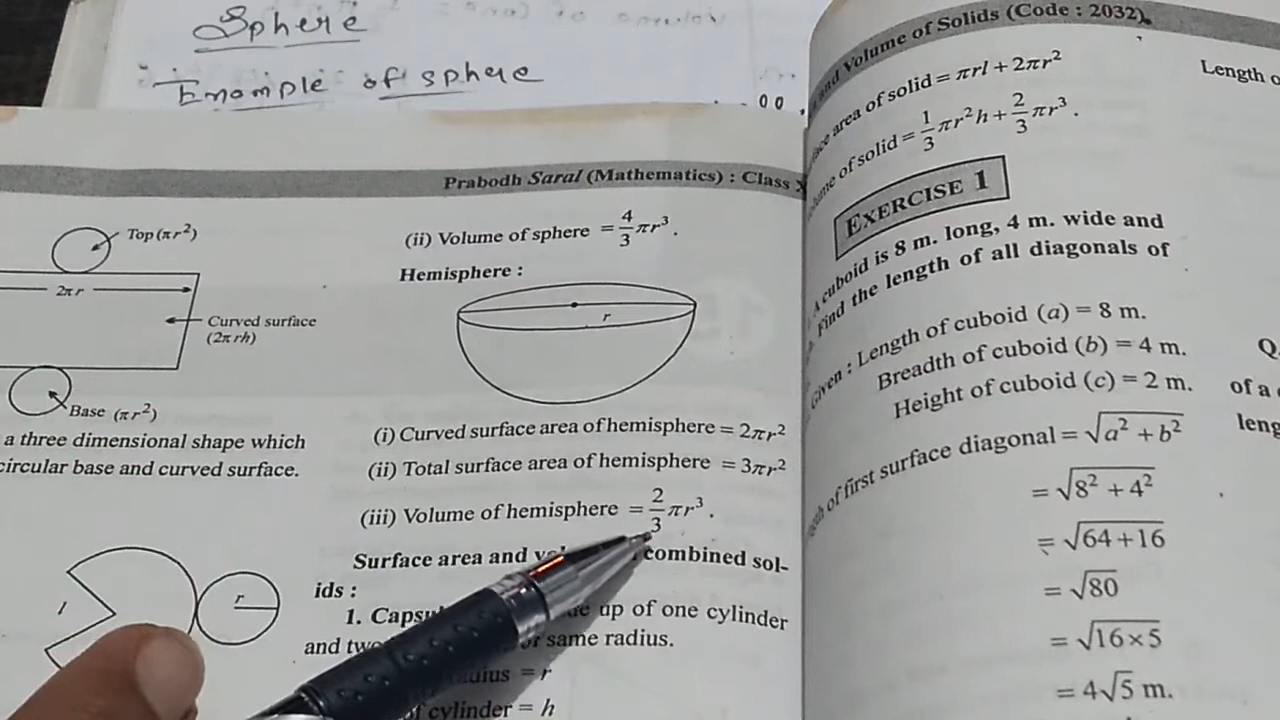 Sphere
Enample of sphere
Prabodh Saral (Mathematics) : Class
Top (πr²)
2πr
Curved surface
(2πrh)
Base (πr²)
a three dimensional shape which
circular base and curved surface.
l
r
(ii) Volume of sphere = 4/3 πr³.
Hemisphere :
r
(i) Curved surface area of hemisphere = 2πr²
(ii) Total surface area of hemisphere = 3πr²
(iii) Volume of hemisphere = 2/3 πr³.
Surface area and combined sol-
ids :
1. up of one cylinder
and same radius.
= r
cylinder = h
and Volume of Solids (Code : 2032)
area of solid = πrl + 2πr²
of solid = 1/3 πr²h + 2/3 πr³.
EXERCISE 1
A cuboid is 8 m. long, 4 m. wide and
Find the length of all diagonals of
Given : Length of cuboid (a) = 8 m.
Breadth of cuboid (b) = 4 m.
Height of cuboid (c) = 2 m.
of first surface diagonal = √(a² + b²)
= √(8² + 4²)
= √(64 + 16)
= √80
= √(16 × 5)
= 4√5 m.
Length
Q.
of a